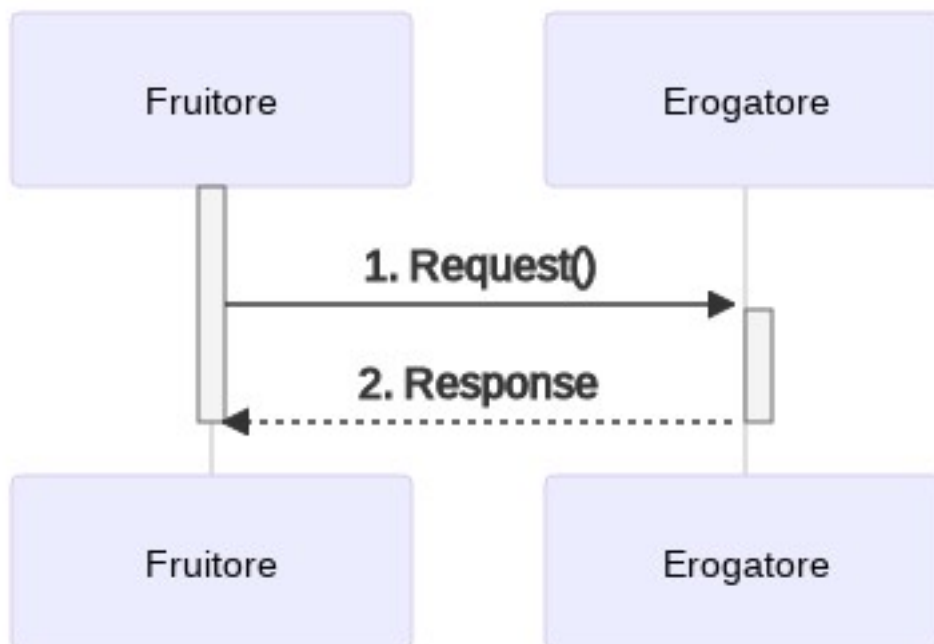 Fruitore
Erogatore
1. Request()
2. Response
Fruitore
Erogatore